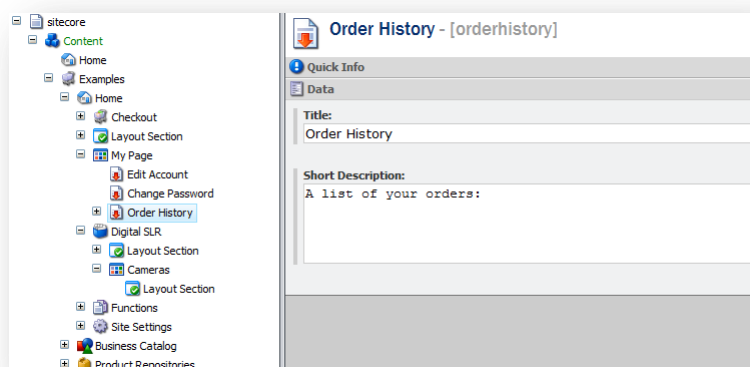 sitecore
Content
Home
Examples
Home
Checkout
Layout Section
My Page
Edit Account
Change Password
Order History
Digital SLR
Layout Section
Cameras
Layout Section
Functions
Site Settings
Business Catalog
Product Repositories
Order History - [orderhistory]
Quick Info
Data
Title:
Order History
Short Description:
A list of your orders: